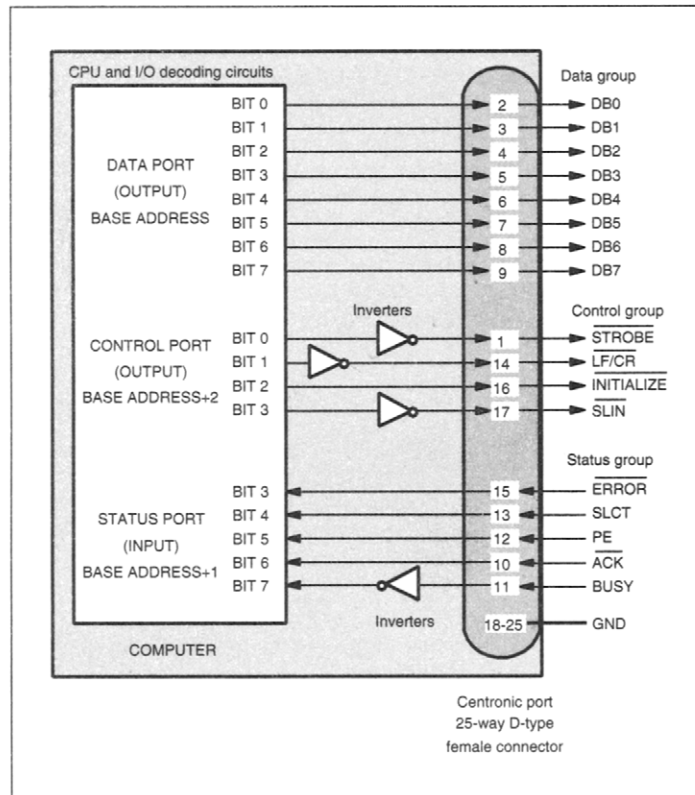 CPU and I/O decoding circuits
Data group
BIT 0 2 DB0
BIT 1 3 DB1
BIT 2 4 DB2
BIT 3 5 DB3
BIT 4 6 DB4
BIT 5 7 DB5
BIT 6 8 DB6
BIT 7 9 DB7
DATA PORT
(OUTPUT)
BASE ADDRESS
Inverters
Control group
BIT 0 1 STROBE
BIT 1 14 LF/CR
BIT 2 16 INITIALIZE
BIT 3 17 SLIN
CONTROL PORT
(OUTPUT)
BASE ADDRESS+2
Status group
BIT 3 15 ERROR
BIT 4 13 SLCT
BIT 5 12 PE
BIT 6 10 ACK
BIT 7 11 BUSY
STATUS PORT
(INPUT)
BASE ADDRESS+1
Inverters
18-25 GND
COMPUTER
Centronic port
25-way D-type
female connector